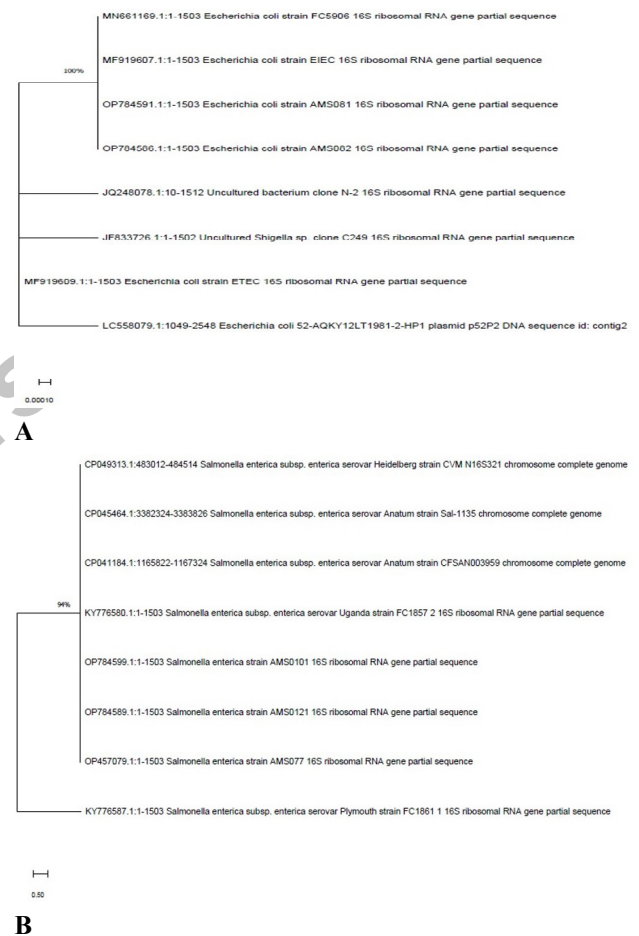 MN661169.1:1-1503 Escherichia coli strain FC5906 16S ribosomal RNA gene partial sequence
100%
MF919607.1:1-1503 Escherichia coli strain EIEC 16S ribosomal RNA gene partial sequence
OP784591.1:1-1503 Escherichia coli strain AMS081 16S ribosomal RNA gene partial sequence
OP784586.1:1-1503 Escherichia coli strain AMS062 16S ribosomal RNA gene partial sequence
JQ248078.1:10-1512 Uncultured bacterium clone N-2 16S ribosomal RNA gene partial sequence
JF833726.1:1-1502 Uncultured Shigella sp. clone C249 16S ribosomal RNA gene partial sequence
MF919609.1:1-1503 Escherichia coli strain ETEC 16S ribosomal RNA gene partial sequence
LC558079.1:1049-2548 Escherichia coli 52-AQKY12LT1981-2-HP1 plasmid p52P2 DNA sequence id: contig2
0.00010
A
CP049313.1:483012-484514 Salmonella enterica subsp. enterica serovar Heidelberg strain CVM N16S321 chromosome complete genome
CP045464.1:3382324-3383826 Salmonella enterica subsp. enterica serovar Anatum strain Sal-1135 chromosome complete genome
CP041184.1:1165822-1167324 Salmonella enterica subsp. enterica serovar Anatum strain CFSAN003959 chromosome complete genome
94%
KY776580.1:1-1503 Salmonella enterica subsp. enterica serovar Uganda strain FC1857 2 16S ribosomal RNA gene partial sequence
OP784599.1:1-1503 Salmonella enterica strain AMS0101 16S ribosomal RNA gene partial sequence
OP784589.1:1-1503 Salmonella enterica strain AMS0121 16S ribosomal RNA gene partial sequence
OP457079.1:1-1503 Salmonella enterica strain AMS077 16S ribosomal RNA gene partial sequence
KY776587.1:1-1503 Salmonella enterica subsp. enterica serovar Plymouth strain FC1861 1 16S ribosomal RNA gene partial sequence
0.50
B